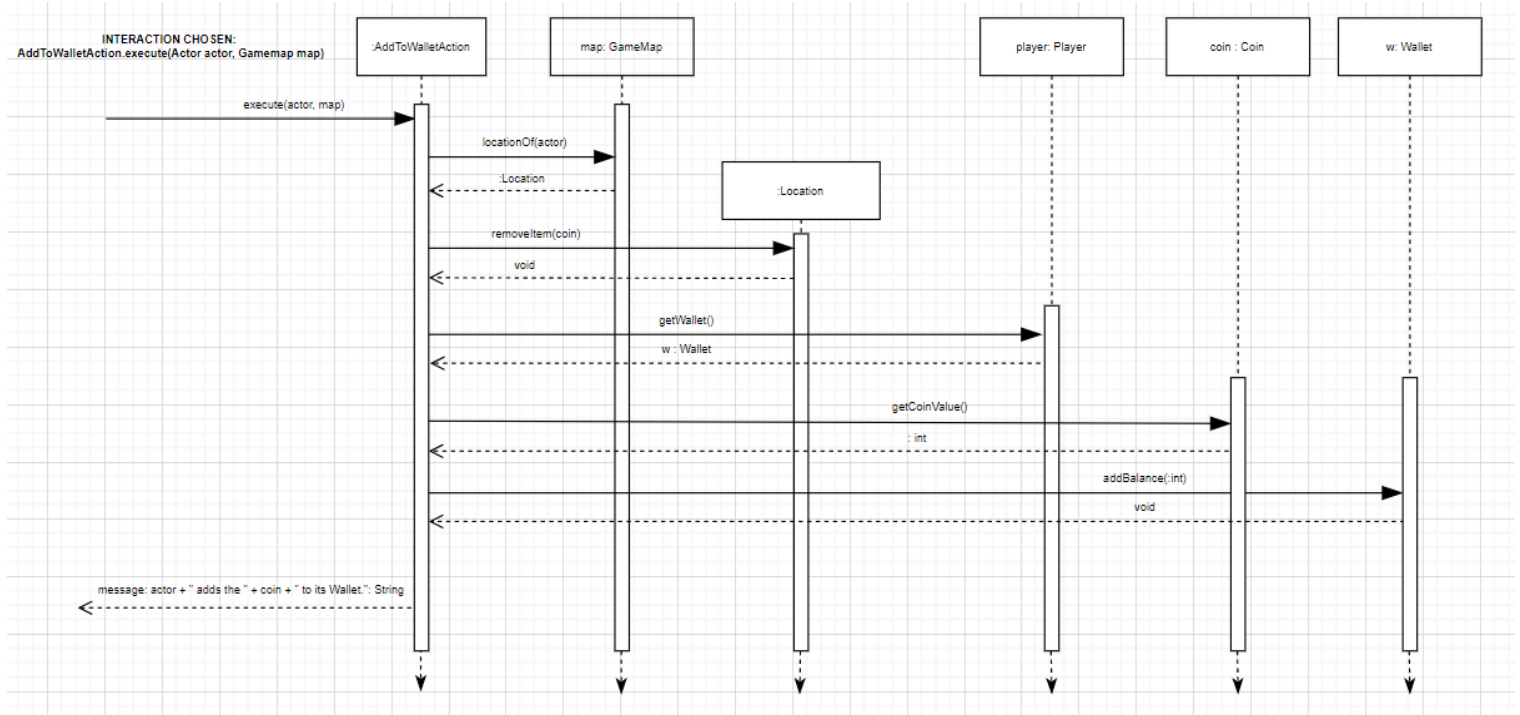 INTERACTION CHOSEN:
AddToWalletAction.execute(Actor actor, Gamemap map)
:AddToWalletAction
map: GameMap
player: Player
coin : Coin
w: Wallet
execute(actor, map)
locationOf(actor)
:Location
:Location
removeItem(coin)
void
getWallet()
w : Wallet
getCoinValue()
: int
addBalance(:int)
void
message: actor + " adds the " + coin + " to its Wallet.": String